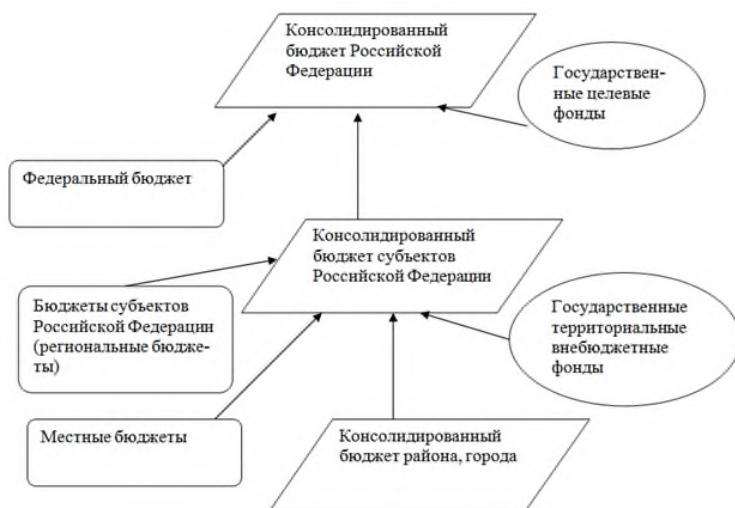 Консолидированный
бюджет Российской
Федерации
Государствен-
ные целевые
фонды
Федеральный бюджет
Консолидированный
бюджет субъектов
Российской Федерации
Бюджеты субъектов
Российской Федерации
(региональные бюдже-
ты)
Государственные
территориальные
внебюджетные
фонды
Местные бюджеты
Консолидированный
бюджет района, города